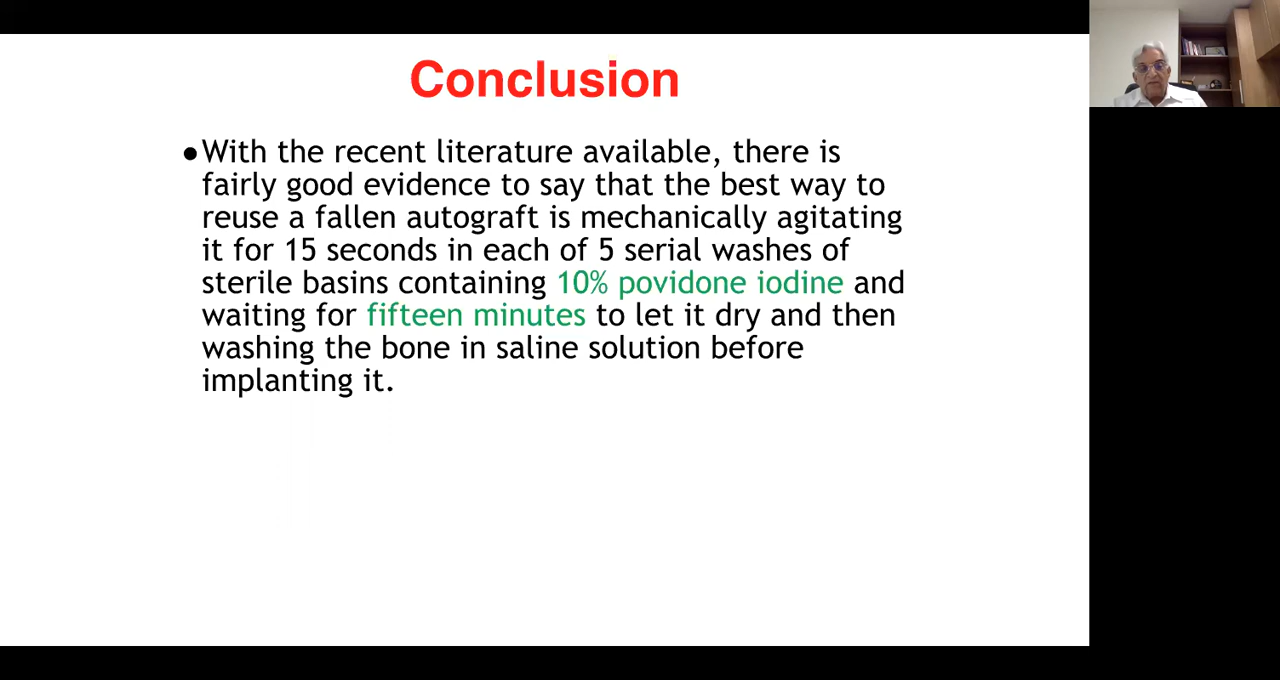 Conclusion
●With the recent literature available, there is
fairly good evidence to say that the best way to
reuse a fallen autograft is mechanically agitating
it for 15 seconds in each of 5 serial washes of
sterile basins containing 10% povidone iodine and
waiting for fifteen minutes to let it dry and then
washing the bone in saline solution before
implanting it.